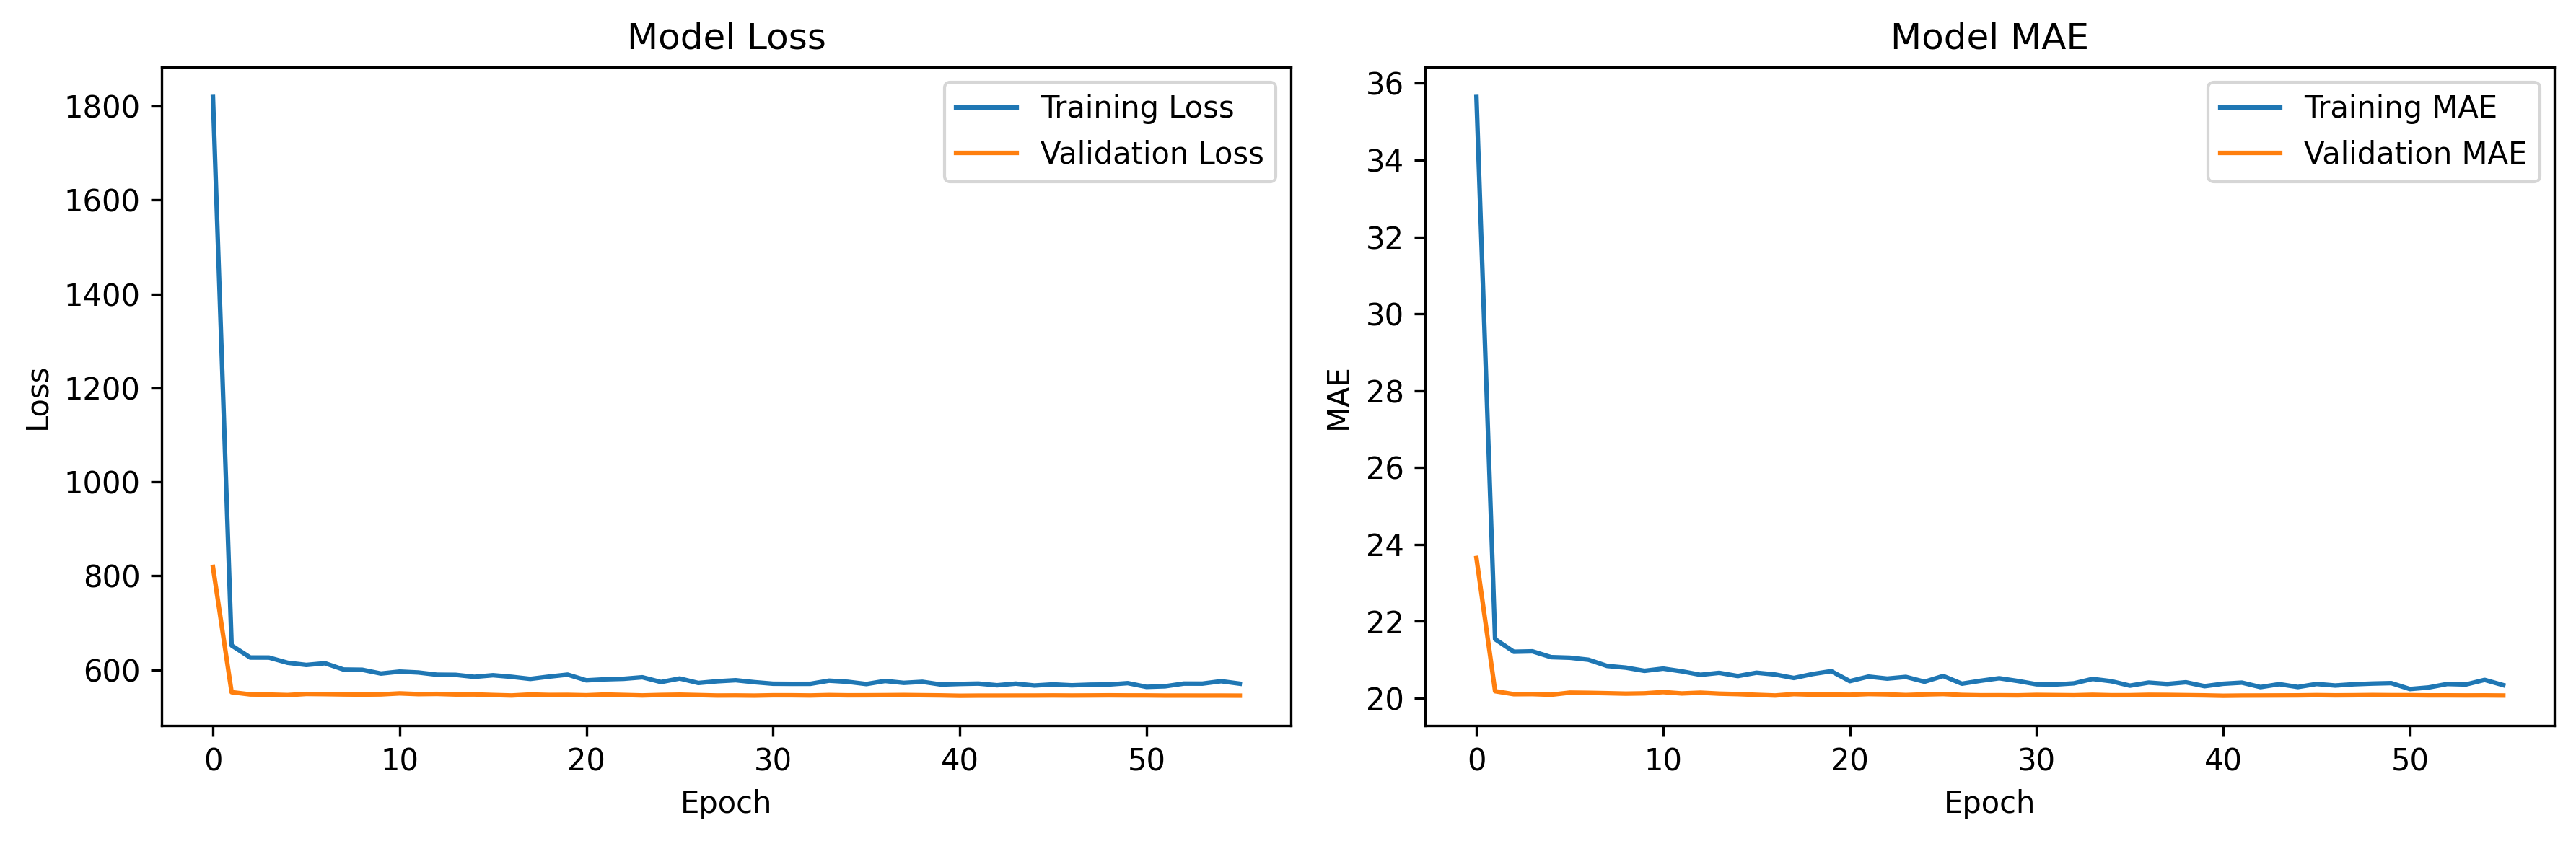 Model Loss
1800
1600
1400
1200
1000
800
600
Loss
0 10 20 30 40 50
Epoch
Training Loss
Validation Loss
Model MAE
36
34
32
30
28
26
24
22
20
MAE
0 10 20 30 40 50
Epoch
Training MAE
Validation MAE